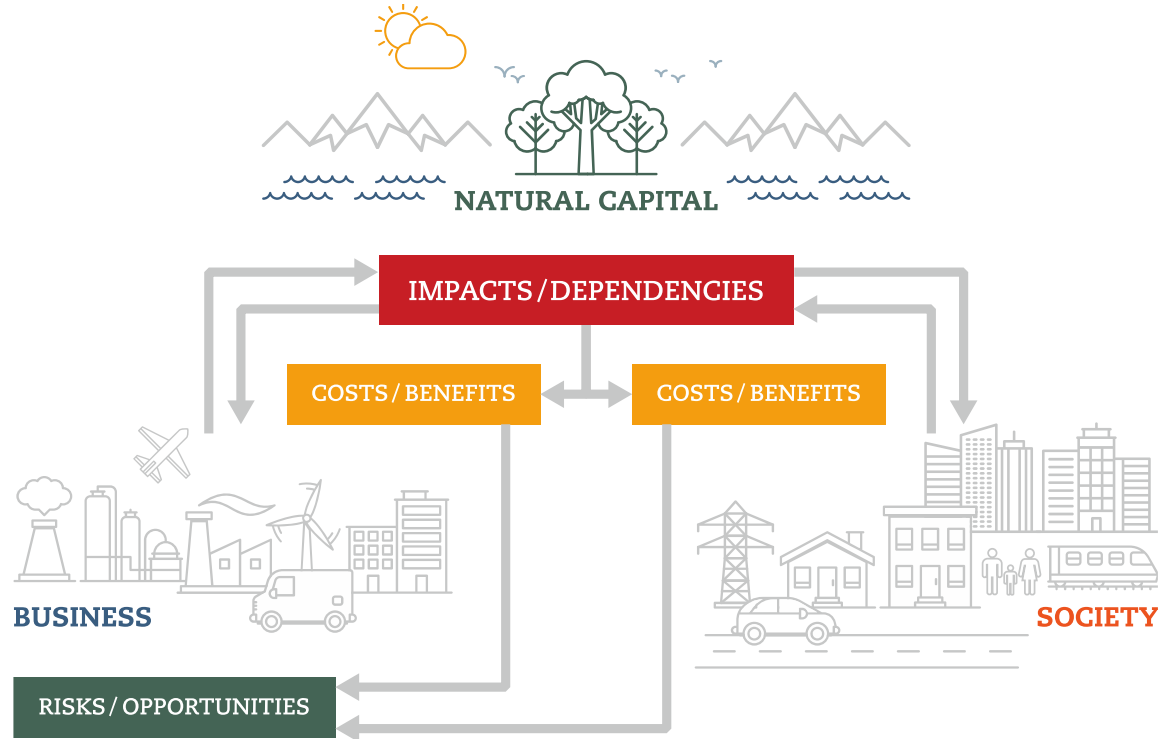 NATURAL CAPITAL
IMPACTS / DEPENDENCIES
COSTS / BENEFITS
COSTS / BENEFITS
BUSINESS
SOCIETY
RISKS / OPPORTUNITIES